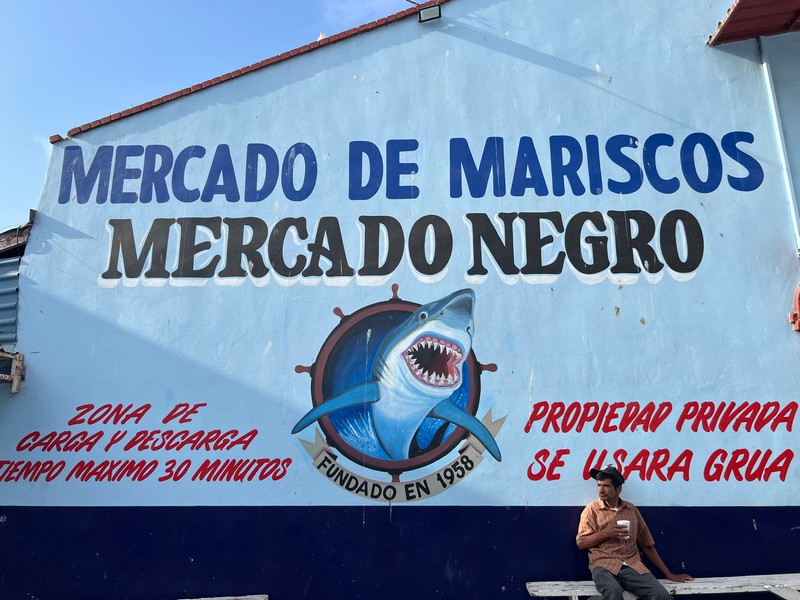 MERCADO DE MARISCOS
MERCADO NEGRO
ZONA DE
CARGA Y DESCARGA
TIEMPO MAXIMO 30 MINUTOS
FUNDADO EN 1958
PROPIEDAD PRIVADA
SE USARA GRUA